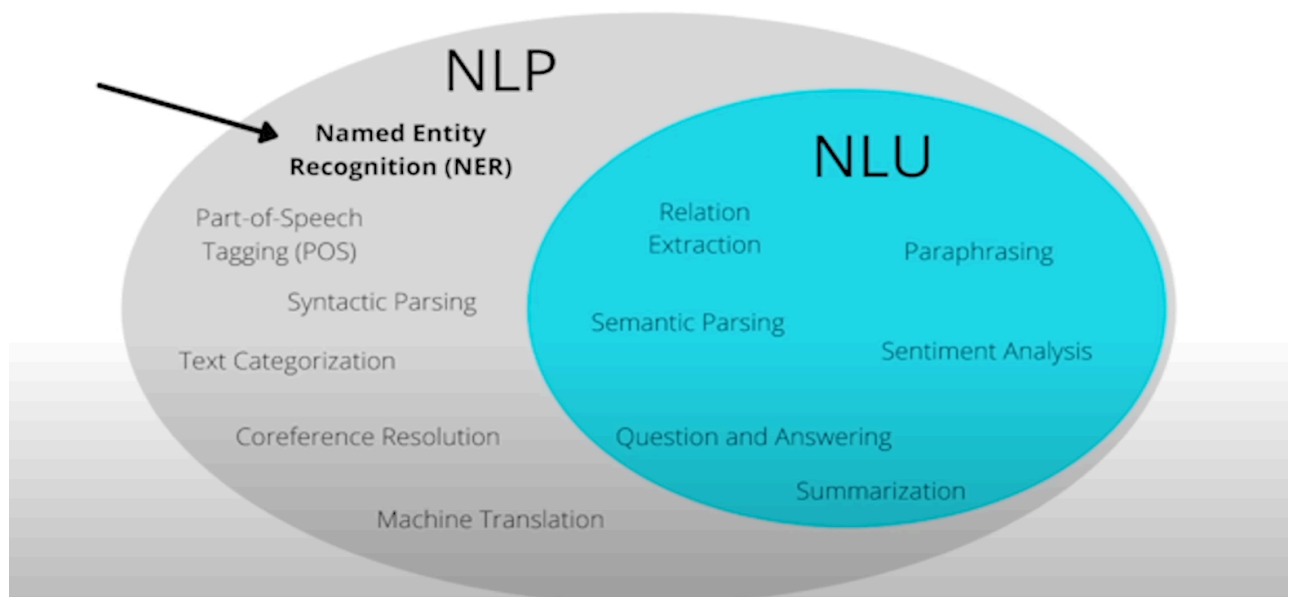 NLP
Named Entity
Recognition (NER)
Part-of-Speech
Tagging (POS)
Syntactic Parsing
Text Categorization
Coreference Resolution
Machine Translation
NLU
Relation
Extraction
Paraphrasing
Semantic Parsing
Sentiment Analysis
Question and Answering
Summarization